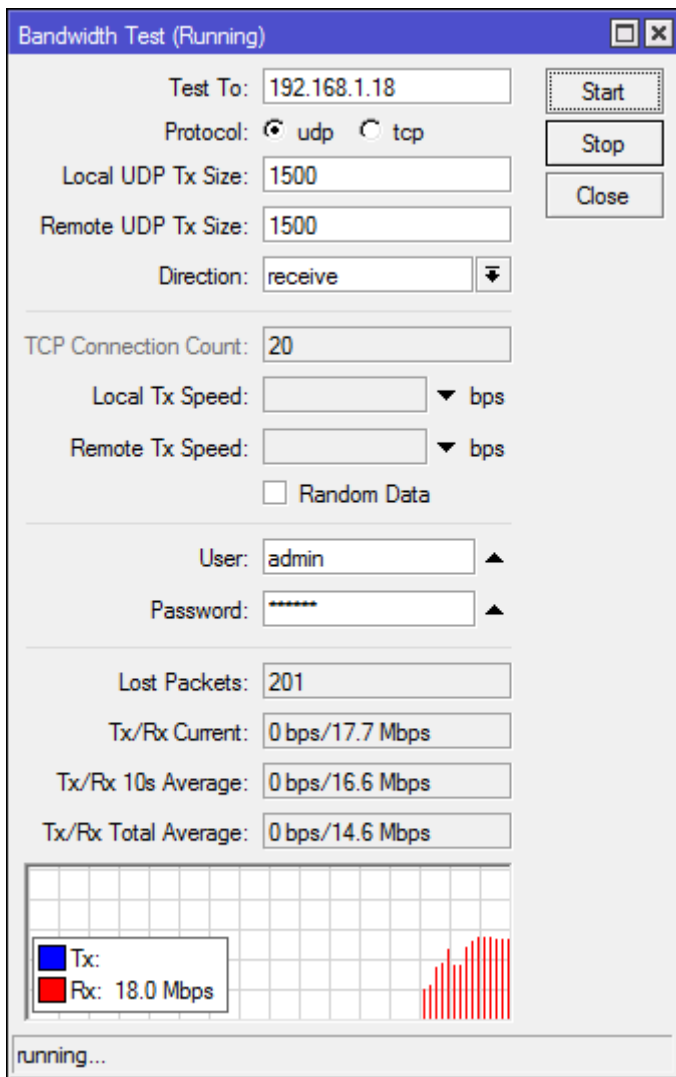 Bandwidth Test (Running)
Test To: 192.168.1.18
Start
Protocol: udp tcp
Stop
Local UDP Tx Size: 1500
Close
Remote UDP Tx Size: 1500
Direction: receive
TCP Connection Count: 20
Local Tx Speed: bps
Remote Tx Speed: bps
Random Data
User: admin
Password: ******
Lost Packets: 201
Tx/Rx Current: 0 bps/17.7 Mbps
Tx/Rx 10s Average: 0 bps/16.6 Mbps
Tx/Rx Total Average: 0 bps/14.6 Mbps
Tx:
Rx: 18.0 Mbps
running...